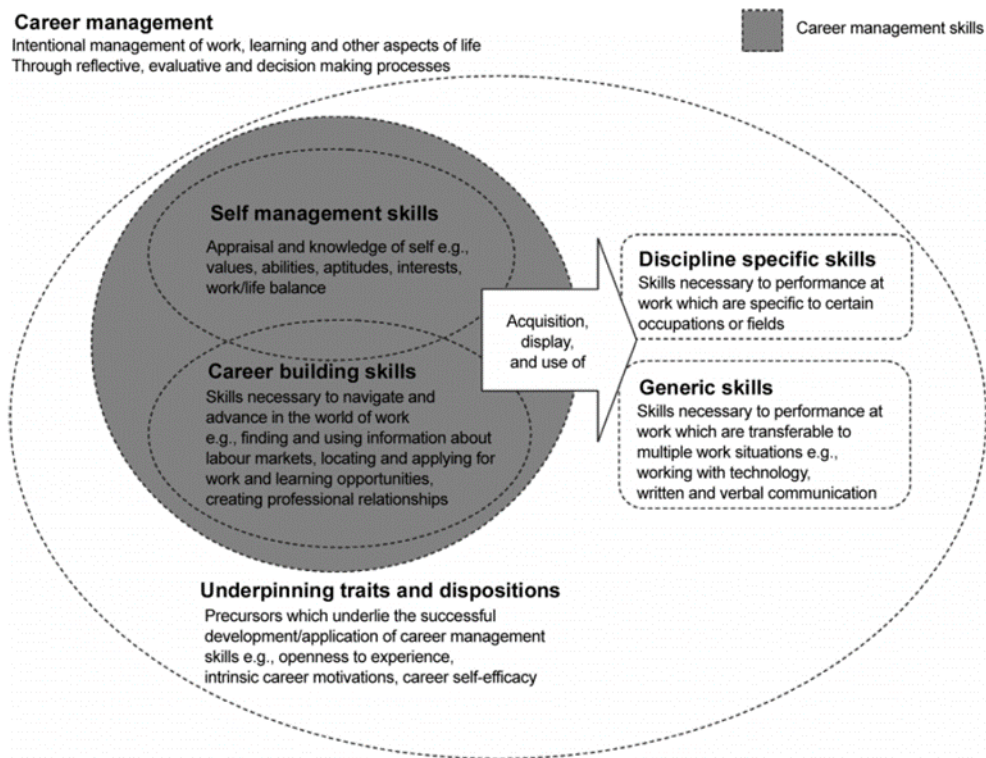 Career management
Intentional management of work, learning and other aspects of life
Through reflective, evaluative and decision making processes
Career management skills
Self management skills
Appraisal and knowledge of self e.g.,
values, abilities, aptitudes, interests,
work/life balance
Career building skills
Skills necessary to navigate and
advance in the world of work
e.g., finding and using information about
labour markets, locating and applying for
work and learning opportunities,
creating professional relationships
Acquisition,
display,
and use of
Discipline specific skills
Skills necessary to performance at
work which are specific to certain
occupations or fields
Generic skills
Skills necessary to performance at
work which are transferable to
multiple work situations e.g.,
working with technology,
written and verbal communication
Underpinning traits and dispositions
Precursors which underlie the successful
development/application of career management
skills e.g., openness to experience,
intrinsic career motivations, career self-efficacy